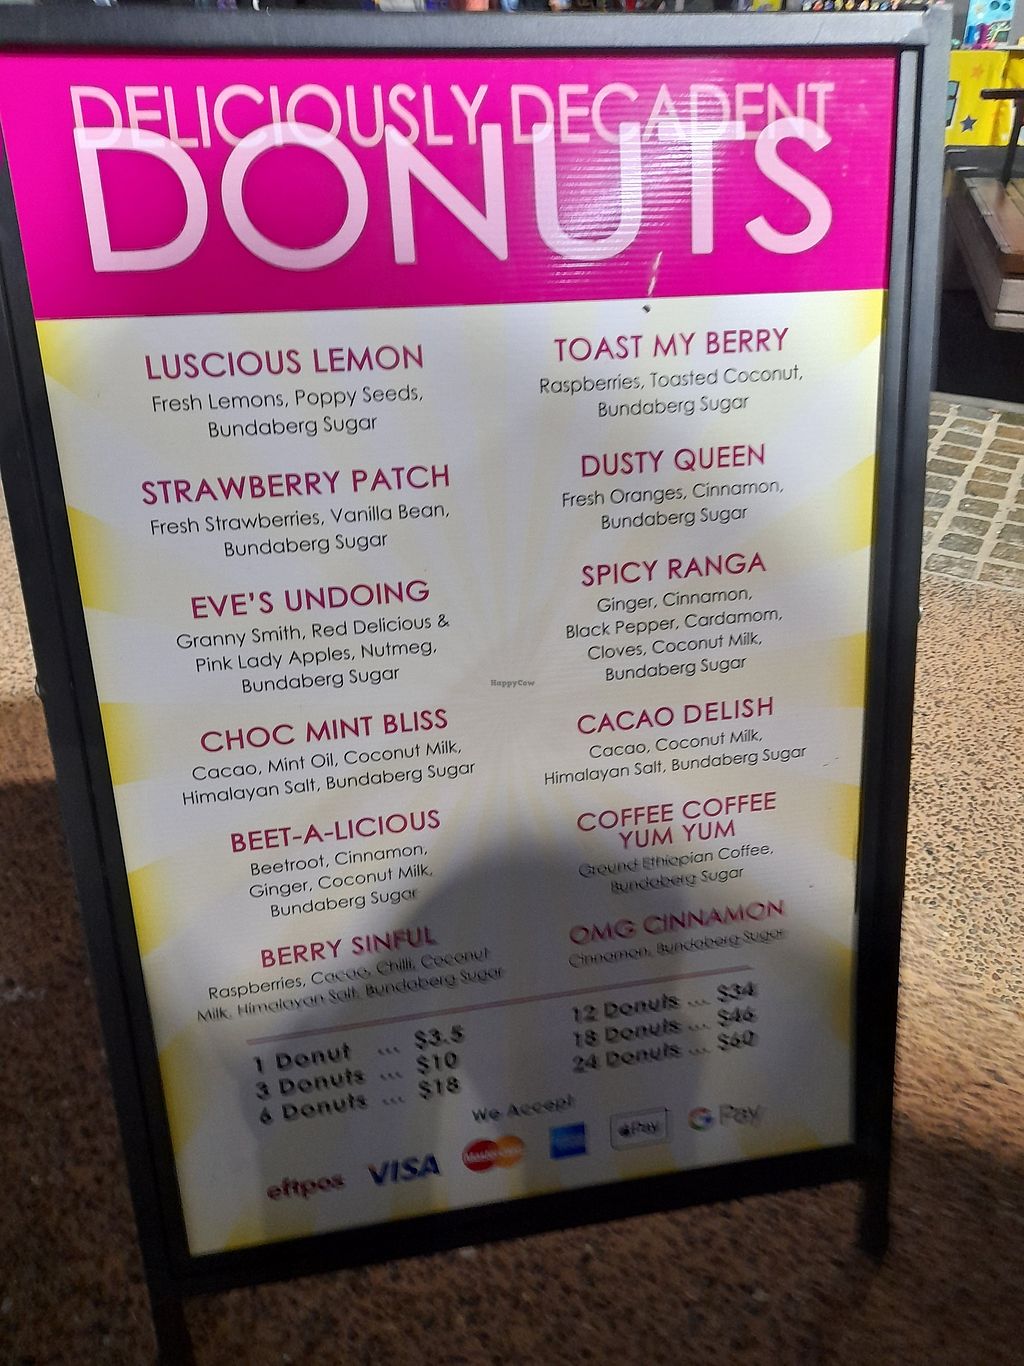 DELICIOUSLY DECADENT
DONUTS
LUSCIOUS LEMON
Fresh Lemons, Poppy Seeds,
Bundaberg Sugar
STRAWBERRY PATCH
Fresh Strawberries, Vanilla Bean,
Bundaberg Sugar
EVE'S UNDOING
Granny Smith, Red Delicious &
Pink Lady Apples, Nutmeg,
Bundaberg Sugar
CHOC MINT BLISS
Cacao, Mint Oil, Coconut Milk,
Himalayan Salt, Bundaberg Sugar
BEET-A-LICIOUS
Beetroot, Cinnamon,
Ginger, Coconut Milk,
Bundaberg Sugar
BERRY SINFUL
Raspberries, Cacao, Chilli, Coconut
Milk, Himalayan Salt, Bundaberg Sugar
TOAST MY BERRY
Raspberries, Toasted Coconut,
Bundaberg Sugar
DUSTY QUEEN
Fresh Oranges, Cinnamon,
Bundaberg Sugar
SPICY RANGA
Ginger, Cinnamon,
Black Pepper, Cardamom,
Cloves, Coconut Milk,
Bundaberg Sugar
CACAO DELISH
Cacao, Coconut Milk,
Himalayan Salt, Bundaberg Sugar
COFFEE COFFEE
YUM YUM
Ground Ethiopian Coffee,
Bundaberg Sugar
OMG CINNAMON
Cinnamon, Bundaberg Sugar
1 Donut ... $3.5
3 Donuts ... $10
6 Donuts ... $18
12 Donuts ... $34
18 Donuts ... $46
24 Donuts ... $60
We Accept
eftpos VISA MasterCard Pay G Pay
HappyCow